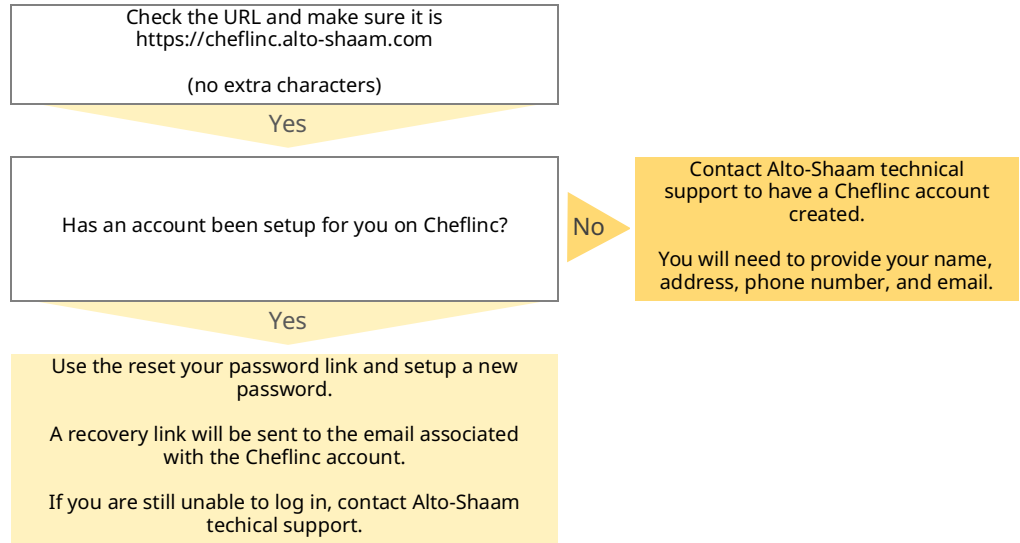 Check the URL and make sure it is
https://cheflinc.alto-shaam.com
(no extra characters)
Yes
Has an account been setup for you on Cheflinc?
No
Contact Alto-Shaam technical
support to have a Cheflinc account
created.
You will need to provide your name,
address, phone number, and email.
Yes
Use the reset your password link and setup a new
password.
A recovery link will be sent to the email associated
with the Cheflinc account.
If you are still unable to log in, contact Alto-Shaam
techical support.